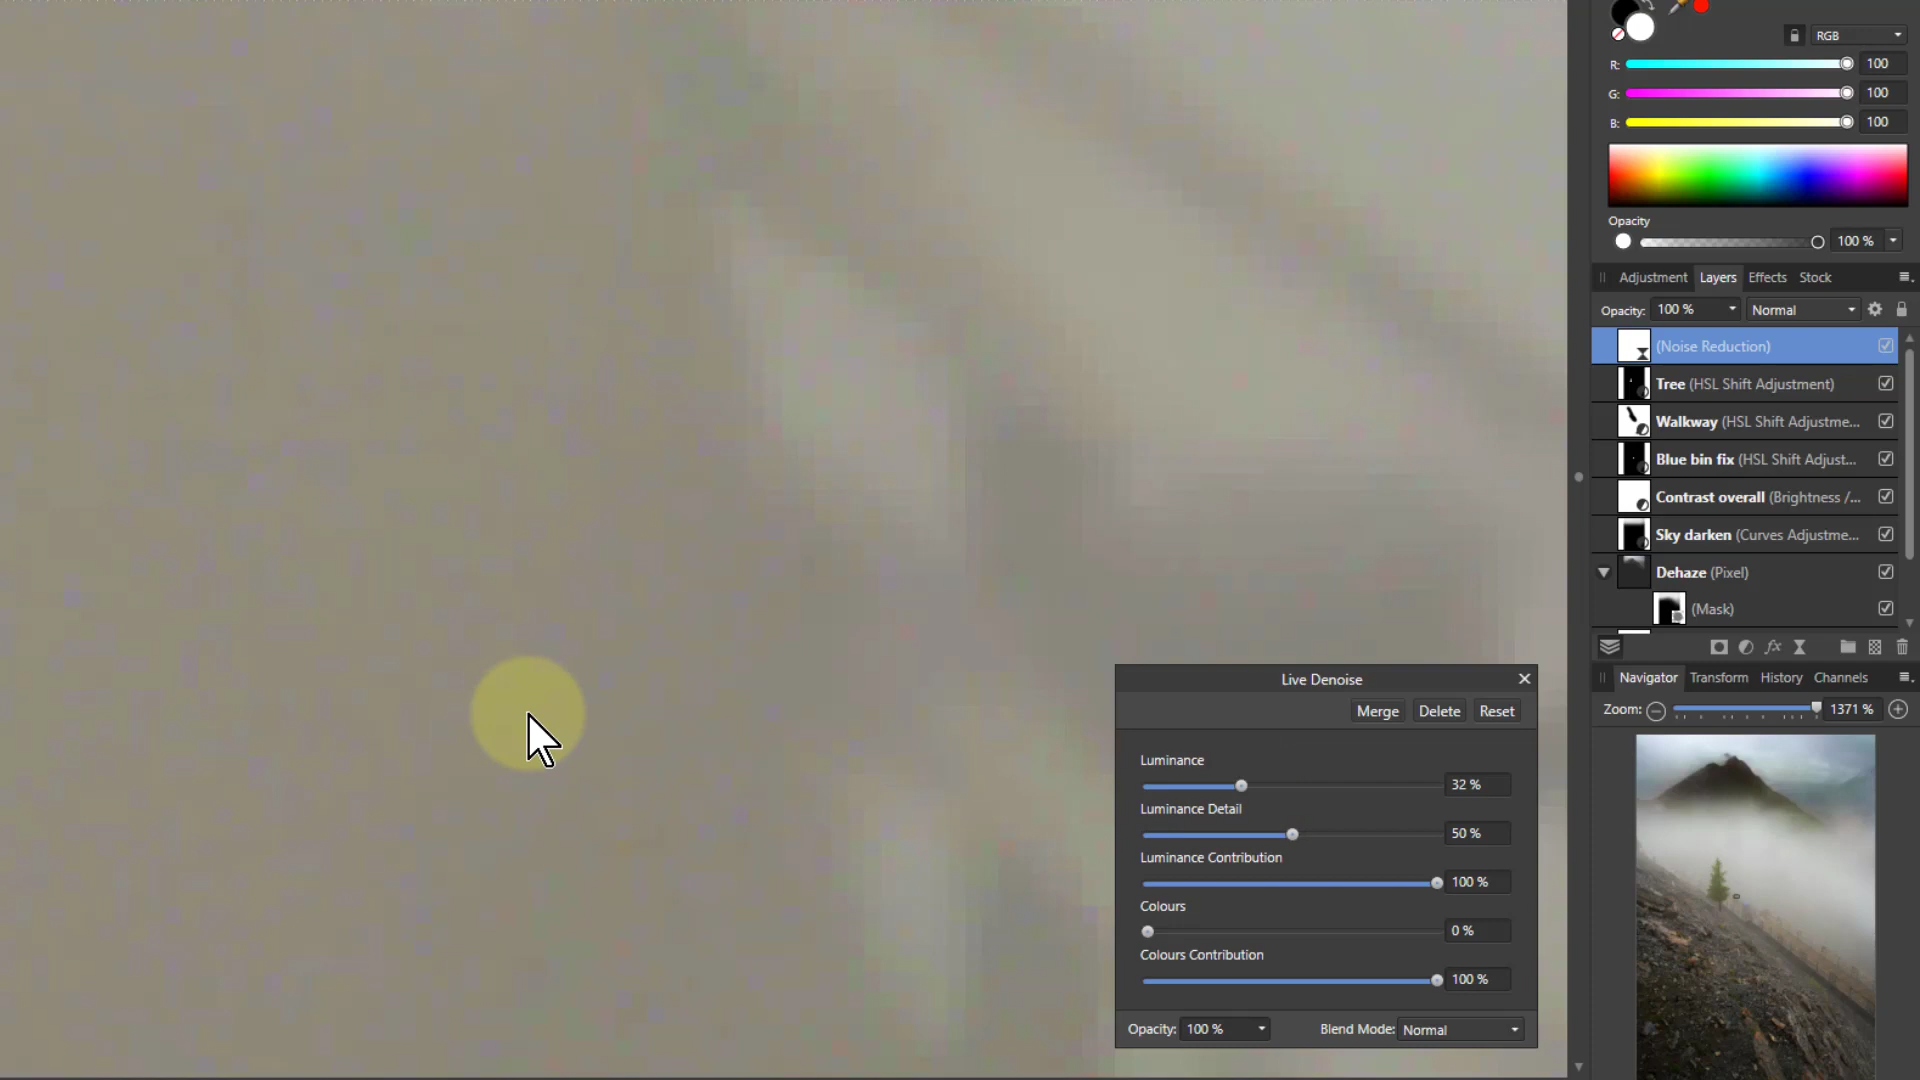 RGB
R: 100
G: 100
B: 100
Opacity
100 %
Adjustment Layers Effects Stock
Opacity: 100 % Normal
(Noise Reduction)
Tree (HSL Shift Adjustment)
Walkway (HSL Shift Adjustme...
Blue bin fix (HSL Shift Adjust...
Contrast overall (Brightness /...
Sky darken (Curves Adjustme...
Dehaze (Pixel)
(Mask)
fx
Navigator Transform History Channels
Zoom: 1371 %
Live Denoise
Merge Delete Reset
Luminance
32 %
Luminance Detail
50 %
Luminance Contribution
100 %
Colours
0 %
Colours Contribution
100 %
Opacity: 100 % Blend Mode: Normal